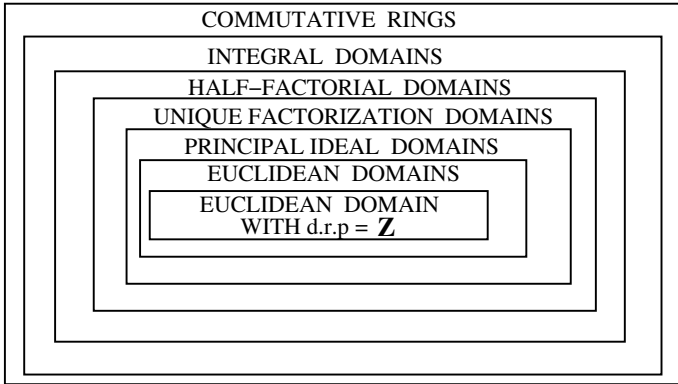 COMMUTATIVE RINGS
INTEGRAL DOMAINS
HALF−FACTORIAL DOMAINS
UNIQUE FACTORIZATION DOMAINS
PRINCIPAL IDEAL DOMAINS
EUCLIDEAN DOMAINS
EUCLIDEAN DOMAIN
WITH d.r.p = Z